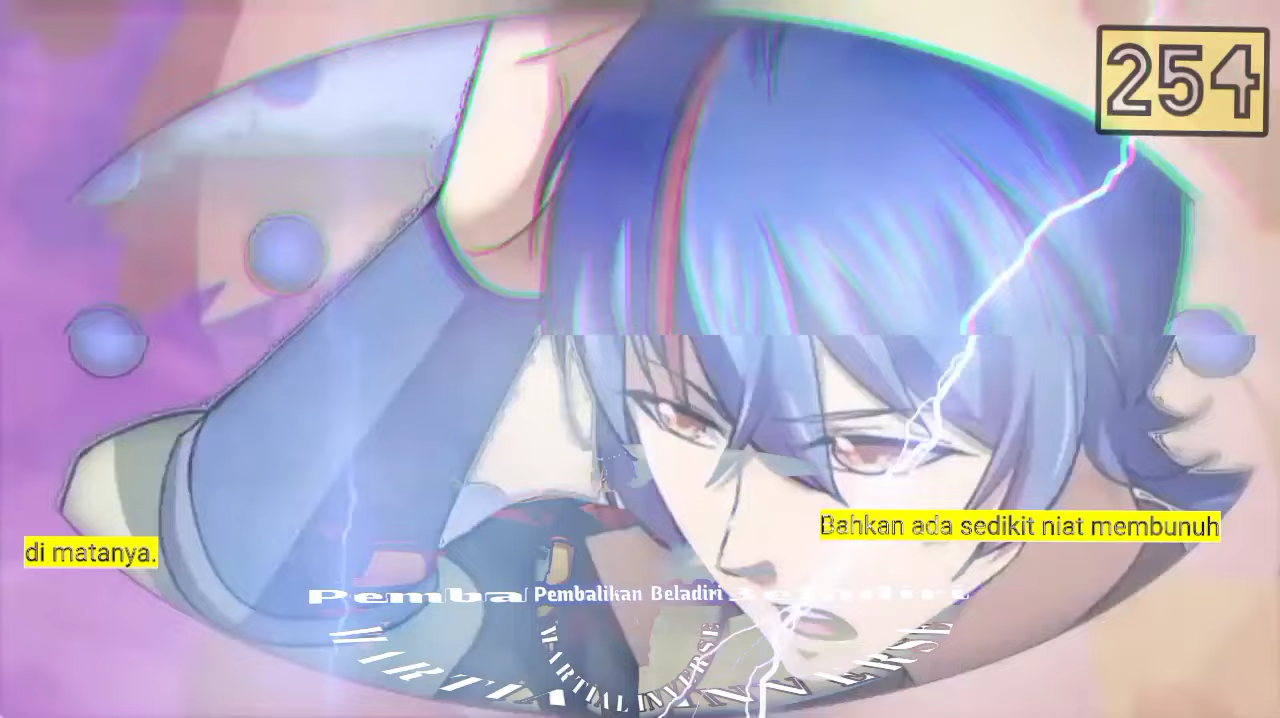 254
Bahkan ada sedikit niat membunuh
di matanya.
Pembalikan Beladiri
MARTIAL INVERSE